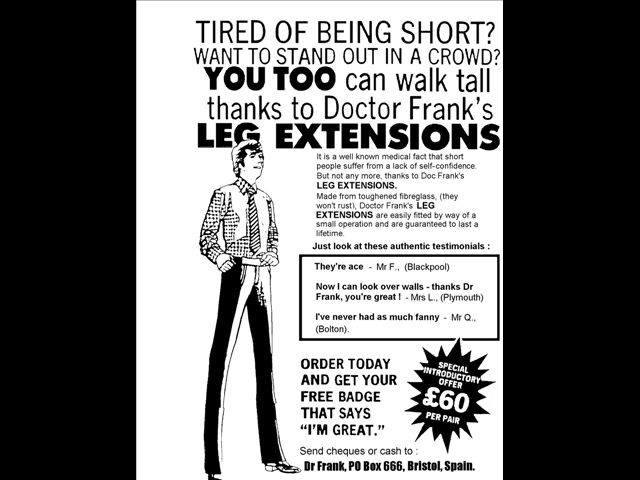 TIRED OF BEING SHORT?
WANT TO STAND OUT IN A CROWD?
YOU TOO can walk tall
thanks to Doctor Frank's
LEG EXTENSIONS
It is a well known medical fact that short
people suffer from a lack of self-confidence.
But not any more, thanks to Doc Frank's
LEG EXTENSIONS.
Made from toughened fibreglass, (they
won't rust), Doctor Frank's LEG
EXTENSIONS are easily fitted by way of a
small operation and are guaranteed to last a
lifetime.
Just look at these authentic testimonials :
They're ace - Mr F., (Blackpool)
Now I can look over walls - thanks Dr
Frank, you're great ! - Mrs L., (Plymouth)
I've never had as much fanny - Mr Q.,
(Bolton).
ORDER TODAY
AND GET YOUR
FREE BADGE
THAT SAYS
"I'M GREAT."
SPECIAL
INTRODUCTORY
OFFER
£60
PER PAIR
Send cheques or cash to :
Dr Frank, PO Box 666, Bristol, Spain.